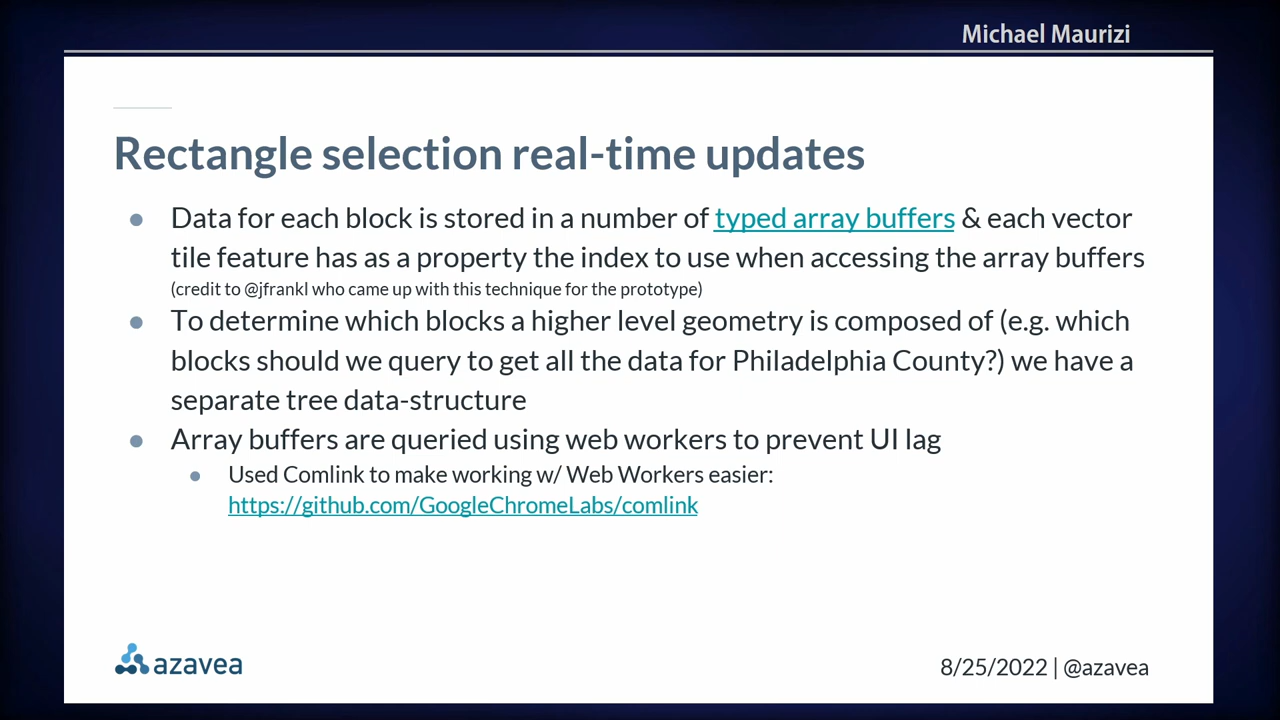 Michael Maurizi
Rectangle selection real-time updates
● Data for each block is stored in a number of typed array buffers & each vector
tile feature has as a property the index to use when accessing the array buffers
(credit to @jfrankl who came up with this technique for the prototype)
● To determine which blocks a higher level geometry is composed of (e.g. which
blocks should we query to get all the data for Philadelphia County?) we have a
separate tree data-structure
● Array buffers are queried using web workers to prevent UI lag
● Used Comlink to make working w/ Web Workers easier:
https://github.com/GoogleChromeLabs/comlink
azavea
8/25/2022 | @azavea